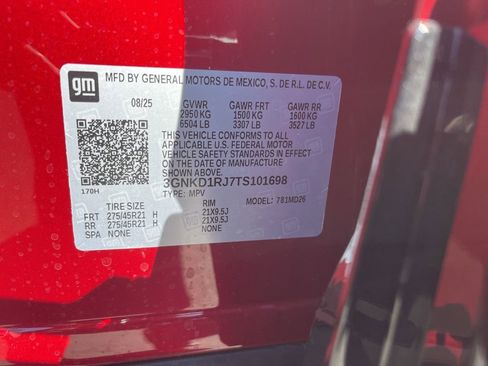 gm
MFD BY GENERAL MOTORS DE MEXICO, S. DE R.L. DE C.V.
08/25 GVWR GAWR FRT GAWR RR
2950 KG 1500 KG 1600 KG
6504 LB 3307 LB 3527 LB
THIS VEHICLE CONFORMS TO ALL
APPLICABLE U.S. FEDERAL MOTOR
VEHICLE SAFETY STANDARDS IN EFFECT ON
THE DATE OF MANUFACTURE
SHOWN ABOVE.
3GNKD1RJ7TS101698
170H TYPE: MPV MODEL: 781MD26
TIRE SIZE RIM
FRT 275/45R21 H 21X9.5J
RR 275/45R21 H 21X9.5J
SPA NONE NONE